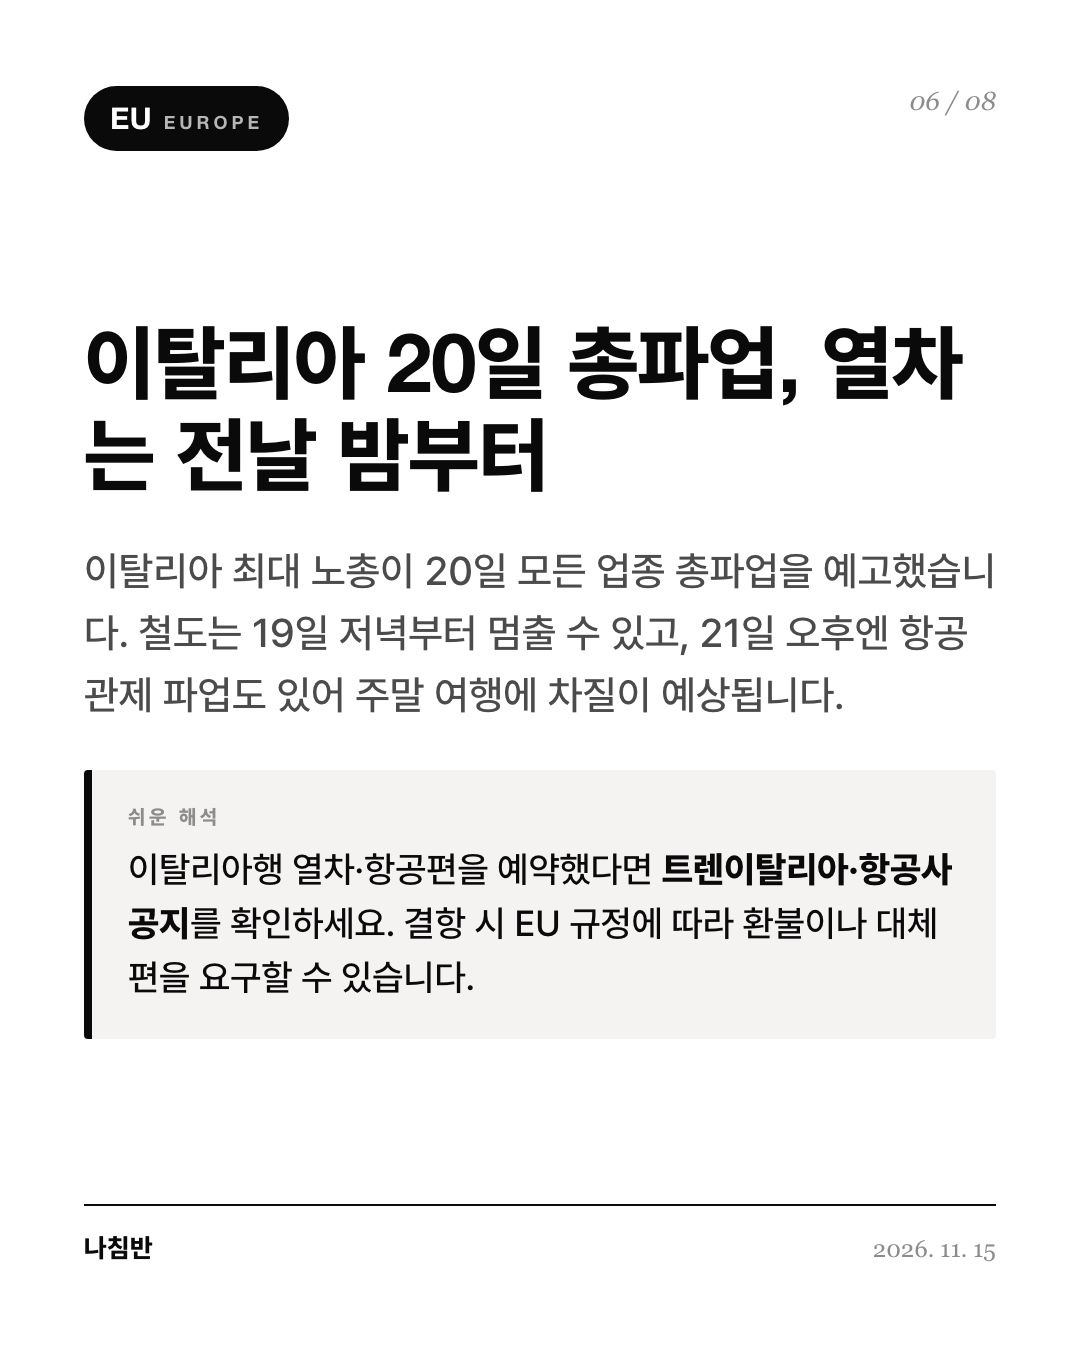 EU EUROPE
06 / 08
이탈리아 20일 총파업, 열차
는 전날 밤부터
이탈리아 최대 노총이 20일 모든 업종 총파업을 예고했습니
다. 철도는 19일 저녁부터 멈출 수 있고, 21일 오후엔 항공
관제 파업도 있어 주말 여행에 차질이 예상됩니다.
쉬운 해석
이탈리아행 열차·항공편을 예약했다면 트렌이탈리아·항공사
공지를 확인하세요. 결항 시 EU 규정에 따라 환불이나 대체
편을 요구할 수 있습니다.
나침반
2026. 11. 15